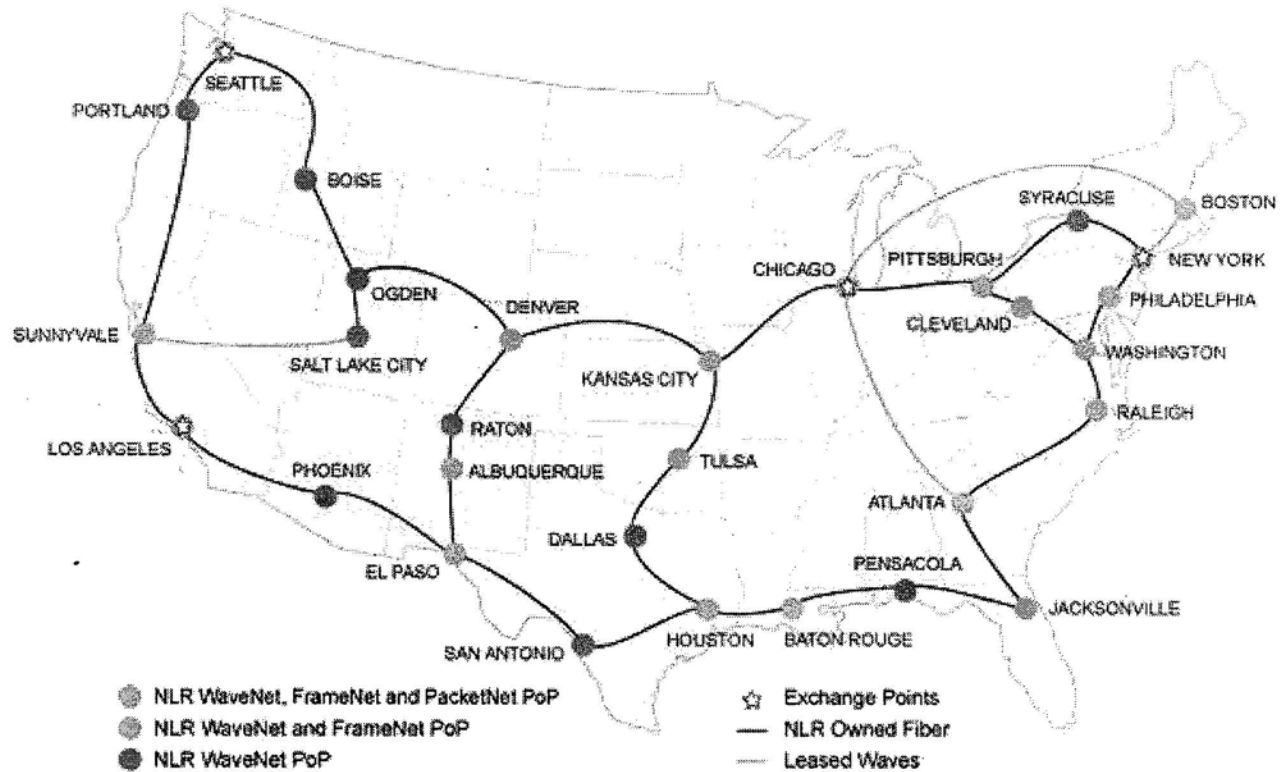 SEATTLE
PORTLAND
BOISE
SYRACUSE
BOSTON
CHICAGO
PITTSBURGH
NEW YORK
OGDEN
DENVER
PHILADELPHIA
CLEVELAND
SUNNYVALE
SALT LAKE CITY
KANSAS CITY
WASHINGTON
RALEIGH
RATON
LOS ANGELES
PHOENIX
ALBUQUERQUE
TULSA
ATLANTA
DALLAS
PENSACOLA
EL PASO
JACKSONVILLE
SAN ANTONIO
HOUSTON
BATON ROUGE
NLR WaveNet, FrameNet and PacketNet PoP
NLR WaveNet and FrameNet PoP
NLR WaveNet PoP
Exchange Points
NLR Owned Fiber
Leased Waves